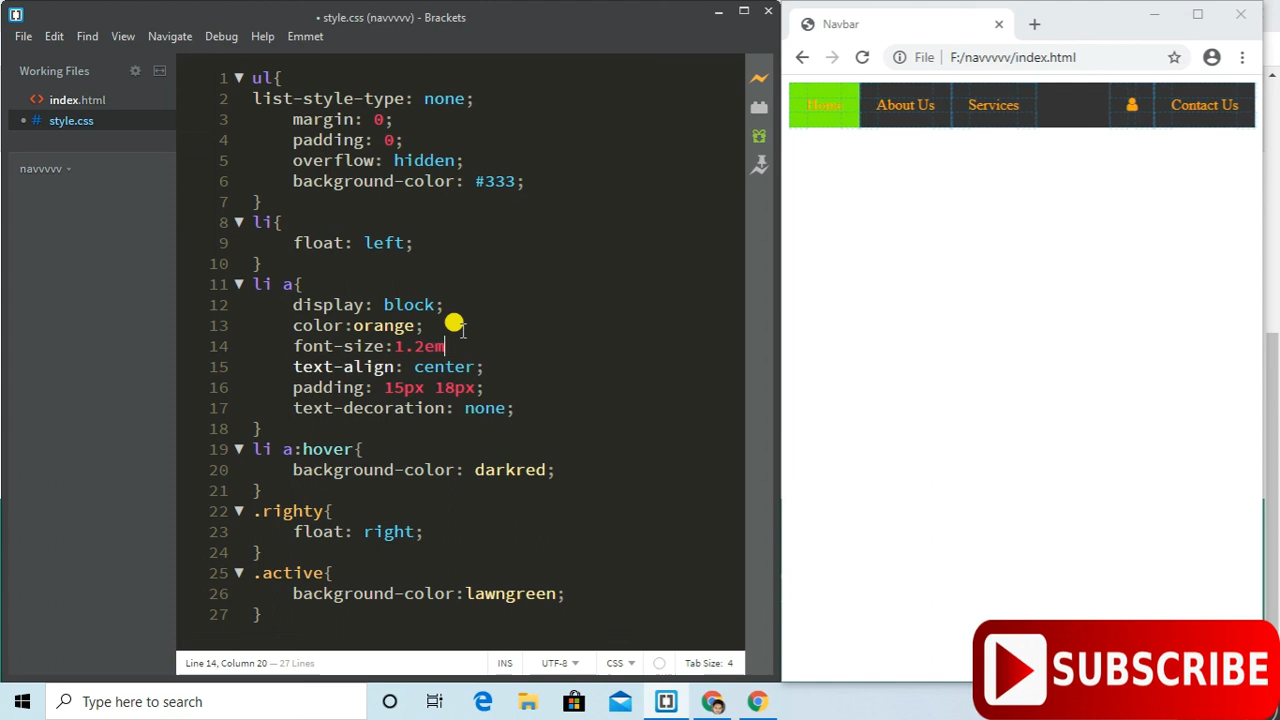 • style.css (navvvvv) - Brackets
File Edit Find View Navigate Debug Help Emmet
Working Files
index.html
style.css
navvvvv
1 ul{
2 list-style-type: none;
3 margin: 0;
4 padding: 0;
5 overflow: hidden;
6 background-color: #333;
7 }
8 li{
9 float: left;
10 }
11 li a{
12 display: block;
13 color:orange;
14 font-size:1.2em
15 text-align: center;
16 padding: 15px 18px;
17 text-decoration: none;
18 }
19 li a:hover{
20 background-color: darkred;
21 }
22 .righty{
23 float: right;
24 }
25 .active{
26 background-color:lawngreen;
27 }
Line 14, Column 20 — 27 Lines
INS UTF-8 CSS Tab Size: 4
Navbar
File F:/navvvvv/index.html
Home About Us Services Contact Us
SUBSCRIBE
Type here to search